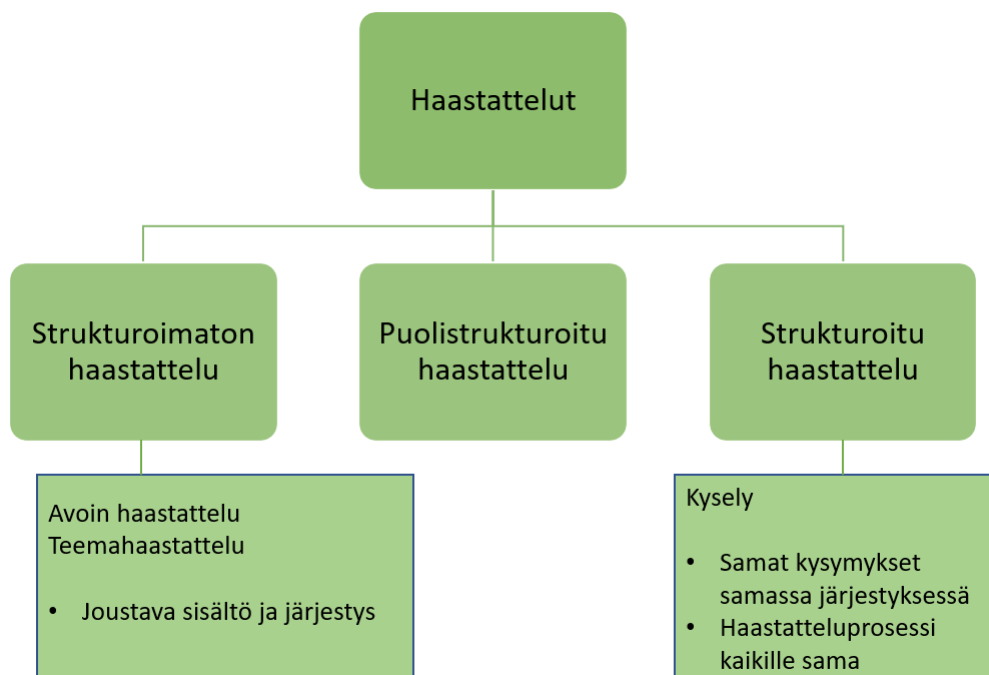 Haastattelut
Strukturoimaton
haastattelu
Puolistrukturoitu
haastattelu
Strukturoitu
haastattelu
Avoin haastattelu
Teemahaastattelu
• Joustava sisältö ja järjestys
Kysely
• Samat kysymykset
samassa järjestyksessä
• Haastatteluprosessi
kaikille sama